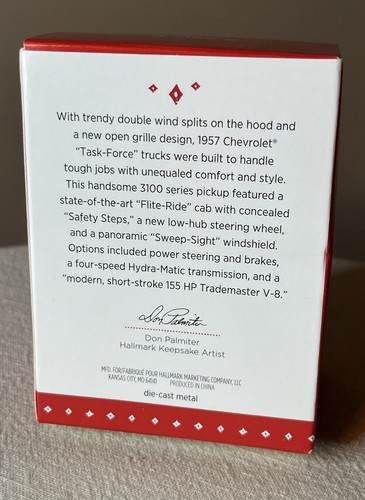 With trendy double wind splits on the hood and
a new open grille design, 1957 Chevrolet®
“Task-Force” trucks were built to handle
tough jobs with unequaled comfort and style.
This handsome 3100 series pickup featured a
state-of-the-art “Flite-Ride” cab with concealed
“Safety Steps,” a new low-hub steering wheel,
and a panoramic “Sweep-Sight” windshield.
Options included power steering and brakes,
a four-speed Hydra-Matic transmission, and a
“modern, short-stroke 155 HP Trademaster V-8.”
Don Palmiter
Don Palmiter
Hallmark Keepsake Artist
MFD. FOR/FABRIQUÉ POUR HALLMARK MARKETING COMPANY, LLC
KANSAS CITY, MO 64141 PRODUCED IN CHINA
die-cast metal